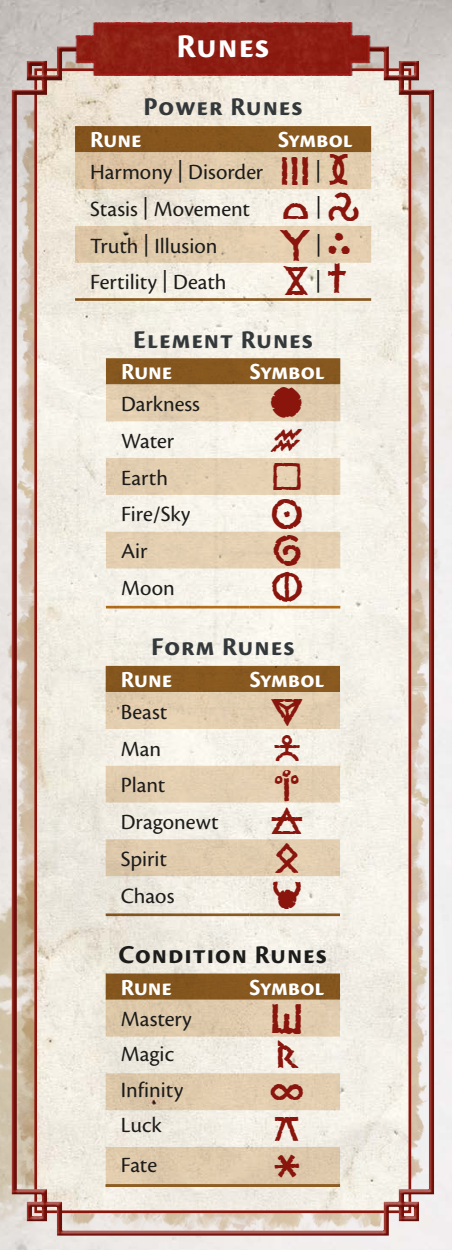 Runes
Power Runes
Rune Symbol
Harmony | Disorder |
Stasis | Movement |
Truth | Illusion |
Fertility | Death |
Element Runes
Rune Symbol
Darkness
Water
Earth
Fire/Sky
Air
Moon
Form Runes
Rune Symbol
Beast
Man
Plant
Dragonewt
Spirit
Chaos
Condition Runes
Rune Symbol
Mastery
Magic
Infinity
Luck
Fate